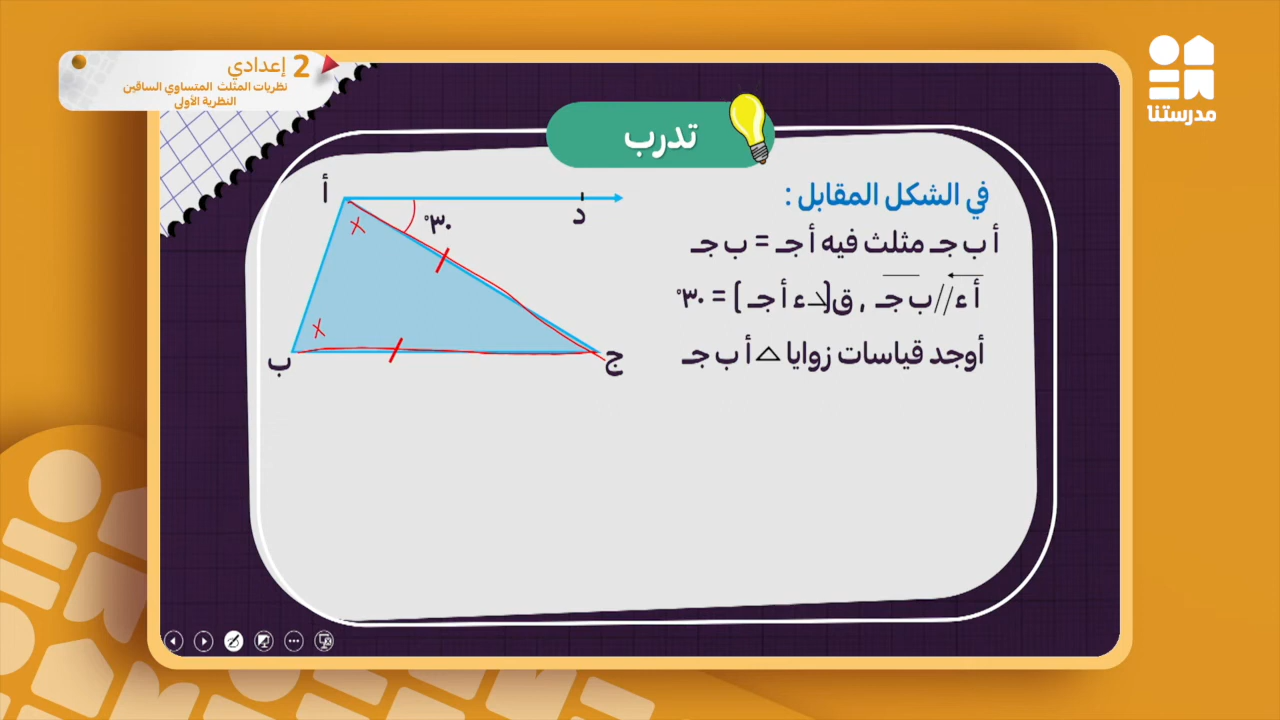 2 إعدادي
نظريات المثلث المتساوي الساقين
النظرية الأولى
مدرستنا
تدرب
في الشكل المقابل :
أ ب جـ مثلث فيه أ جـ = ب جـ
أ ء // ب جـ , ق(∠ ء أ جـ ) = ٣٠°
أوجد قياسات زوايا △ أ ب جـ
أ
د
٣٠°
×
×
ب
ج